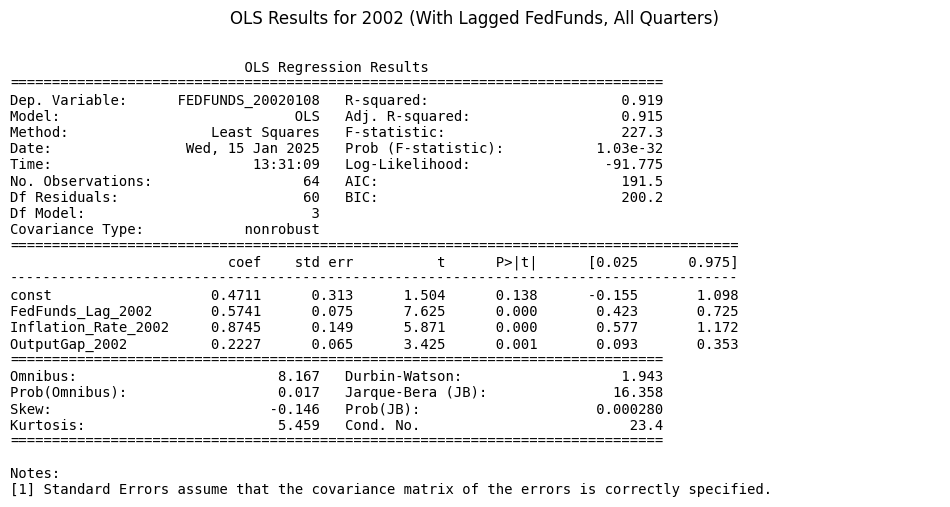 OLS Results for 2002 (With Lagged FedFunds, All Quarters)
                            OLS Regression Results
==============================================================================
Dep. Variable:      FEDFUNDS_20020108   R-squared:                       0.919
Model:                            OLS   Adj. R-squared:                  0.915
Method:                 Least Squares   F-statistic:                     227.3
Date:                Wed, 15 Jan 2025   Prob (F-statistic):           1.03e-32
Time:                        13:31:09   Log-Likelihood:                -91.775
No. Observations:                  64   AIC:                             191.5
Df Residuals:                      60   BIC:                             200.2
Df Model:                           3
Covariance Type:            nonrobust
=======================================================================================
                          coef    std err          t      P>|t|      [0.025      0.975]
---------------------------------------------------------------------------------------
const                   0.4711      0.313      1.504      0.138      -0.155       1.098
FedFunds_Lag_2002       0.5741      0.075      7.625      0.000       0.423       0.725
Inflation_Rate_2002     0.8745      0.149      5.871      0.000       0.577       1.172
OutputGap_2002          0.2227      0.065      3.425      0.001       0.093       0.353
==============================================================================
Omnibus:                        8.167   Durbin-Watson:                   1.943
Prob(Omnibus):                  0.017   Jarque-Bera (JB):               16.358
Skew:                          -0.146   Prob(JB):                     0.000280
Kurtosis:                       5.459   Cond. No.                         23.4
==============================================================================
Notes:
[1] Standard Errors assume that the covariance matrix of the errors is correctly specified.